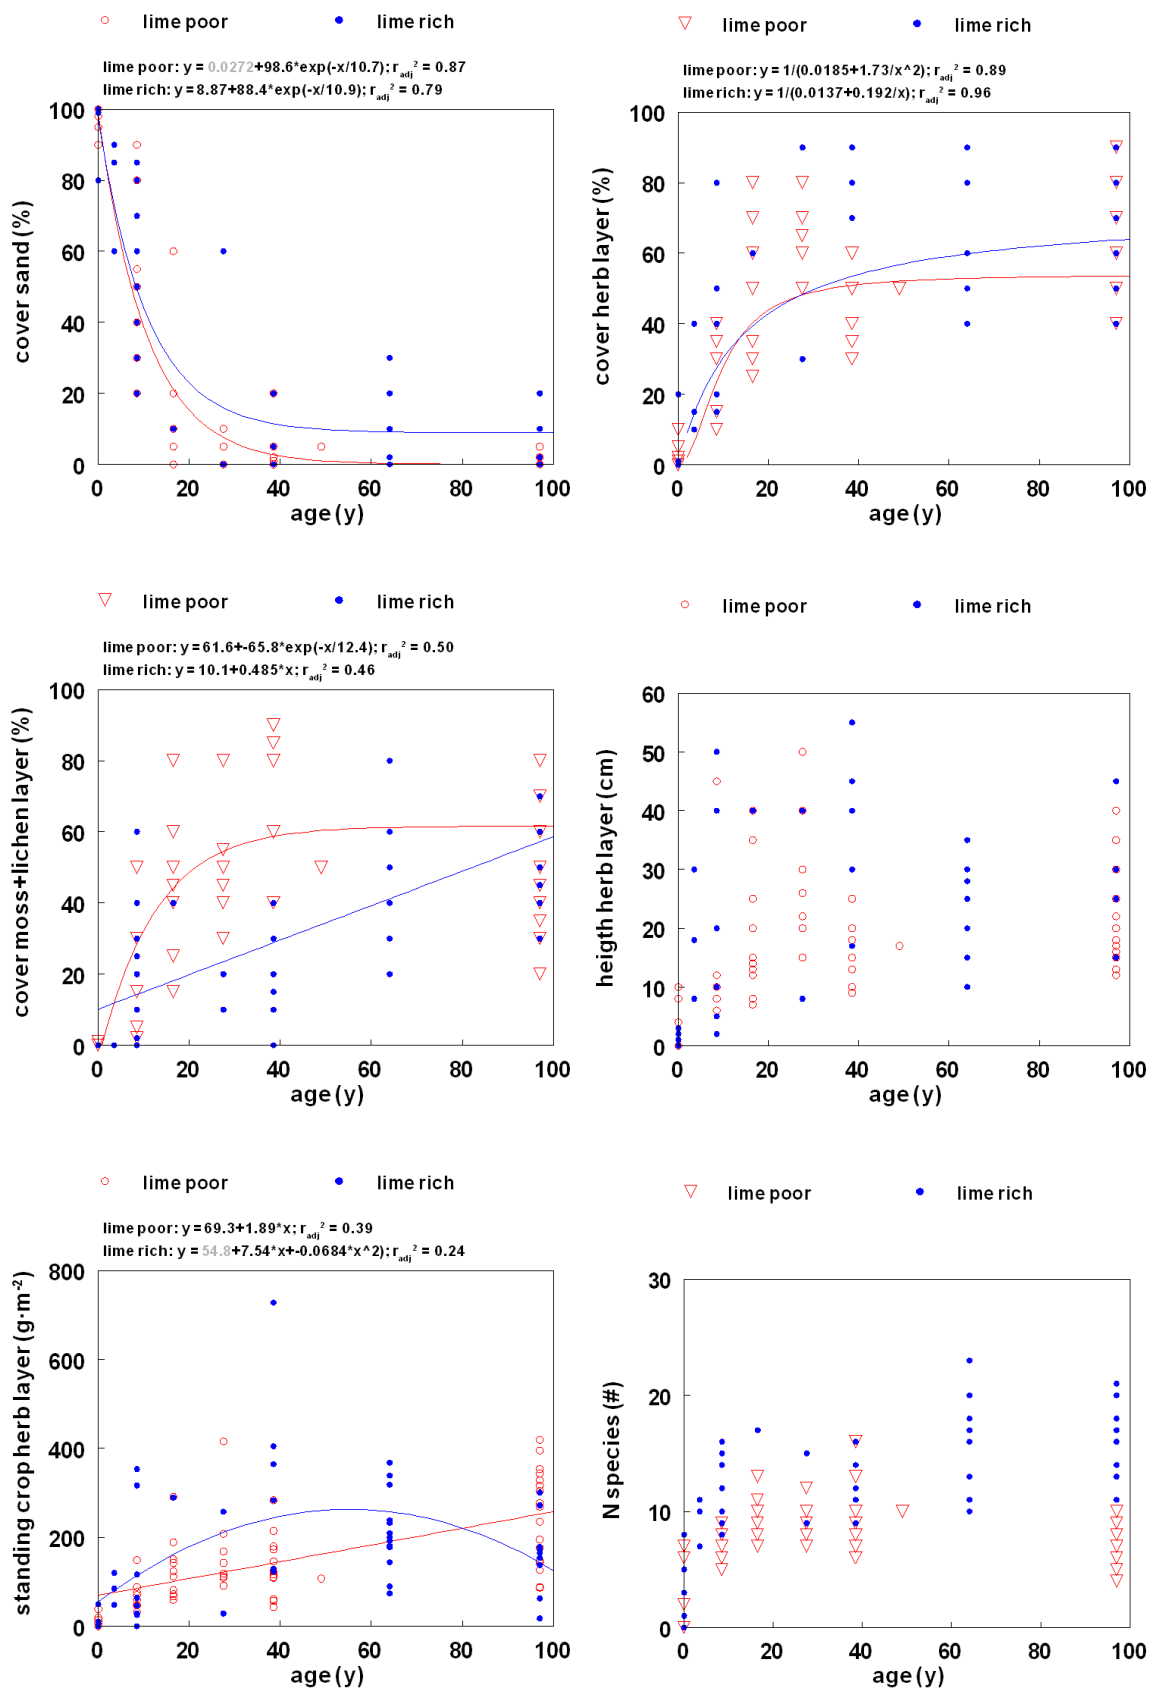 lime poor lime rich
lime poor: y = 0.0272+98.6*exp(-x/10.7); r_adj² = 0.87
lime rich: y = 8.87+88.4*exp(-x/10.9); r_adj² = 0.79
100
80
60
40
20
0
cover sand (%)
0 20 40 60 80 100
age (y)
lime poor lime rich
lime poor: y = 1/(0.0185+1.73/x^2); r_adj² = 0.89
lime rich: y = 1/(0.0137+0.192/x); r_adj² = 0.96
100
80
60
40
20
0
cover herb layer (%)
0 20 40 60 80 100
age (y)
lime poor lime rich
lime poor: y = 61.6+-65.8*exp(-x/12.4); r_adj² = 0.50
lime rich: y = 10.1+0.485*x; r_adj² = 0.46
100
80
60
40
20
0
cover moss+lichen layer (%)
0 20 40 60 80 100
age (y)
lime poor lime rich
60
50
40
30
20
10
0
heigth herb layer (cm)
0 20 40 60 80 100
age (y)
lime poor lime rich
lime poor: y = 69.3+1.89*x; r_adj² = 0.39
lime rich: y = 54.8+7.54*x+-0.0684*x^2); r_adj² = 0.24
800
600
400
200
0
standing crop herb layer (g·m⁻²)
0 20 40 60 80 100
age (y)
lime poor lime rich
30
20
10
0
N species (#)
0 20 40 60 80 100
age (y)